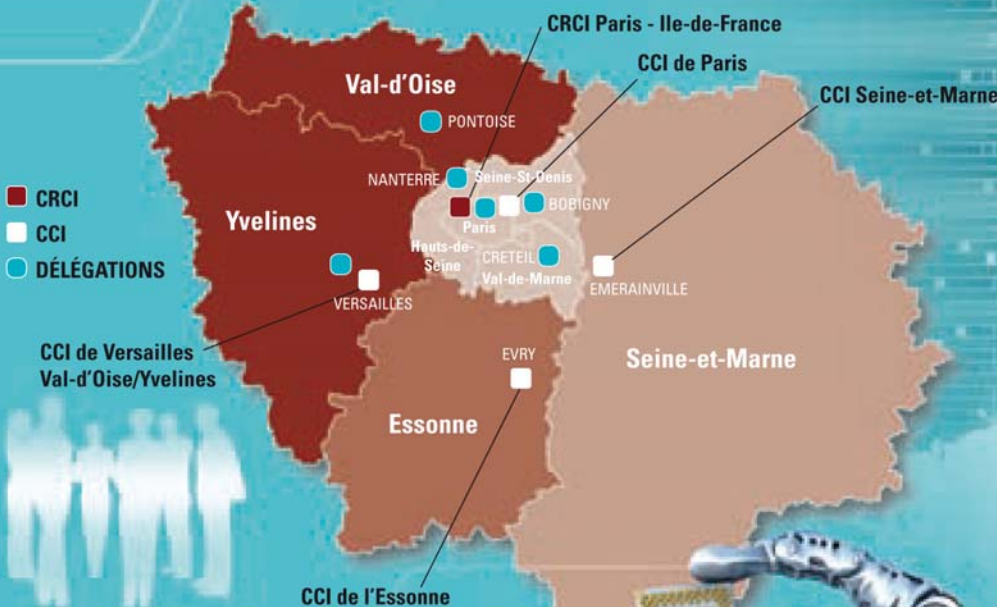 CRCI Paris - Ile-de-France
CCI de Paris
CCI Seine-et-Marne
Val-d'Oise
PONTOISE
NANTERRE
Seine-St-Denis
CRCI
CCI
DÉLÉGATIONS
Yvelines
BOBIGNY
Paris
Hauts-de-
Seine
CRETEIL
Val-de-Marne
EMERAINVILLE
VERSAILLES
CCI de Versailles
Val-d'Oise/Yvelines
EVRY
Seine-et-Marne
Essonne
CCI de l'Essonne